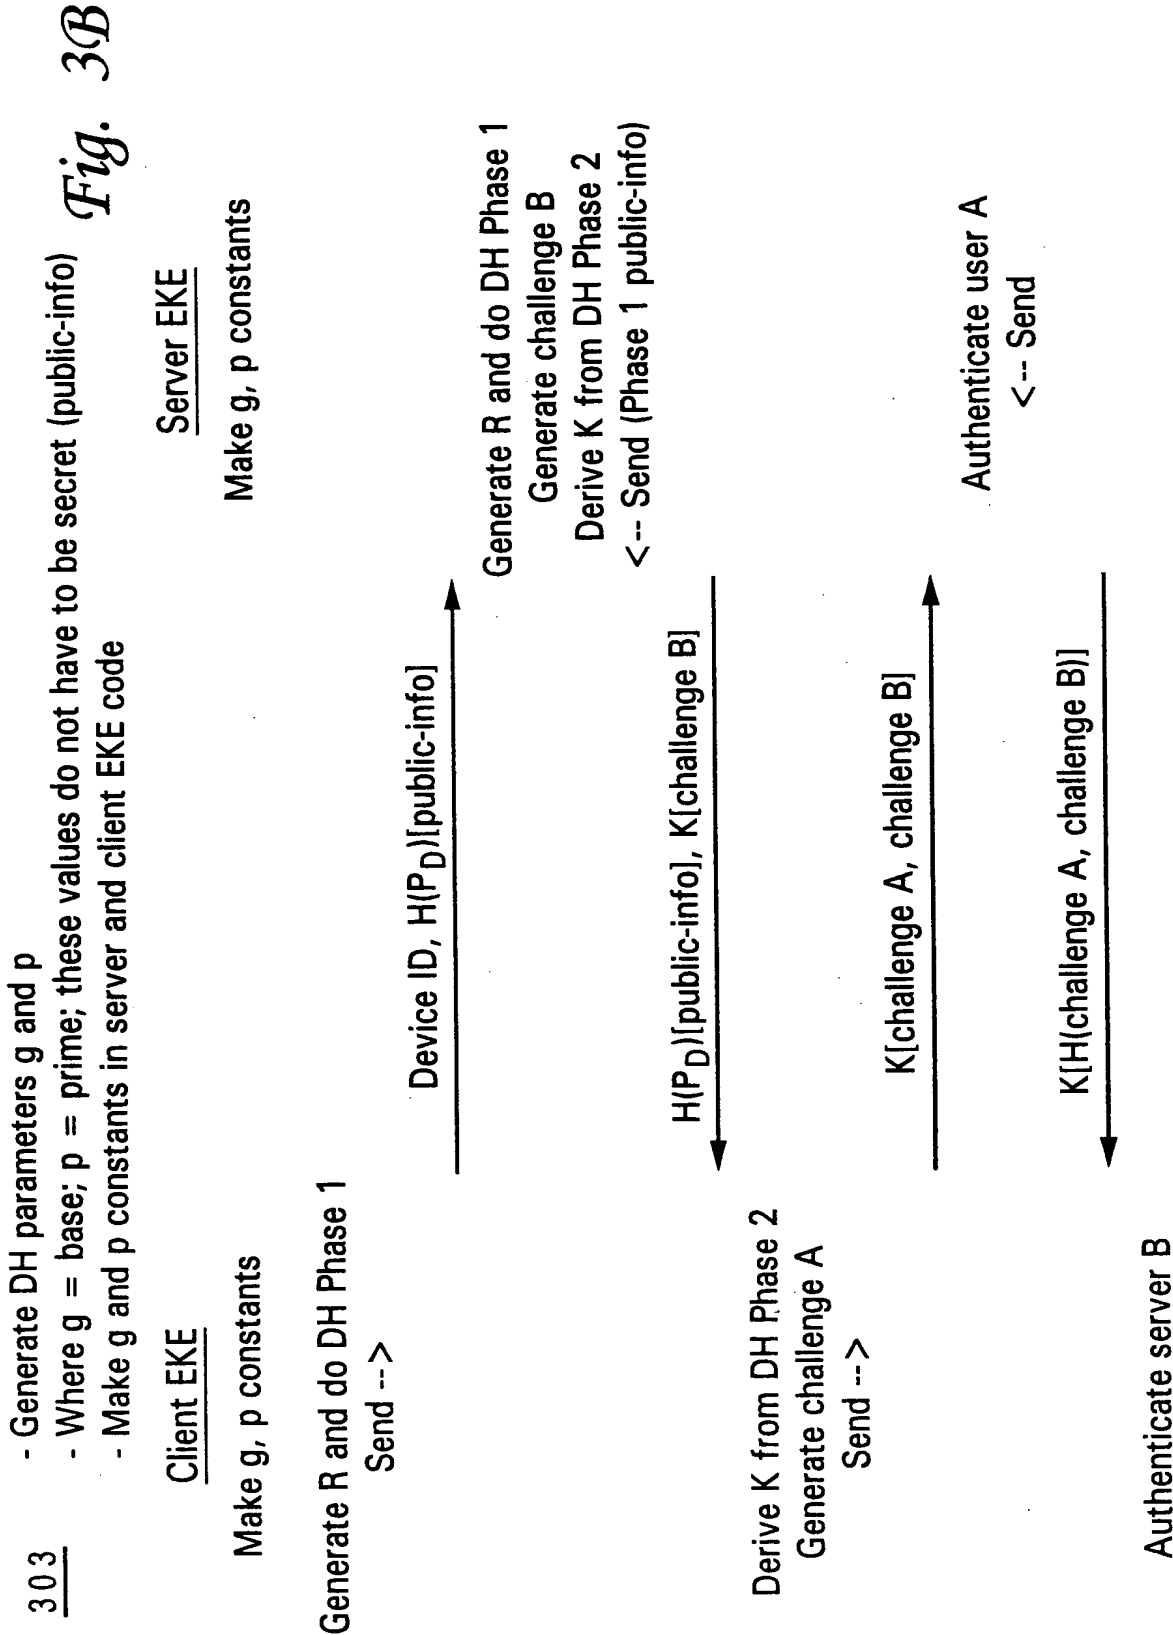 303
- Generate DH parameters g and p
- Where g = base; p = prime; these values do not have to be secret (public-info)
- Make g and p constants in server and client EKE code
Fig. 3B
Client EKE
Server EKE
Make g, p constants
Make g, p constants
Generate R and do DH Phase 1
Send -->
Device ID, H(PD)[public-info]
Generate R and do DH Phase 1
Generate challenge B
Derive K from DH Phase 2
<-- Send (Phase 1 public-info)
H(PD)[public-info], K[challenge B]
Derive K from DH Phase 2
Generate challenge A
Send -->
K[challenge A, challenge B]
Authenticate user A
<-- Send
K[H(challenge A, challenge B)]
Authenticate server B